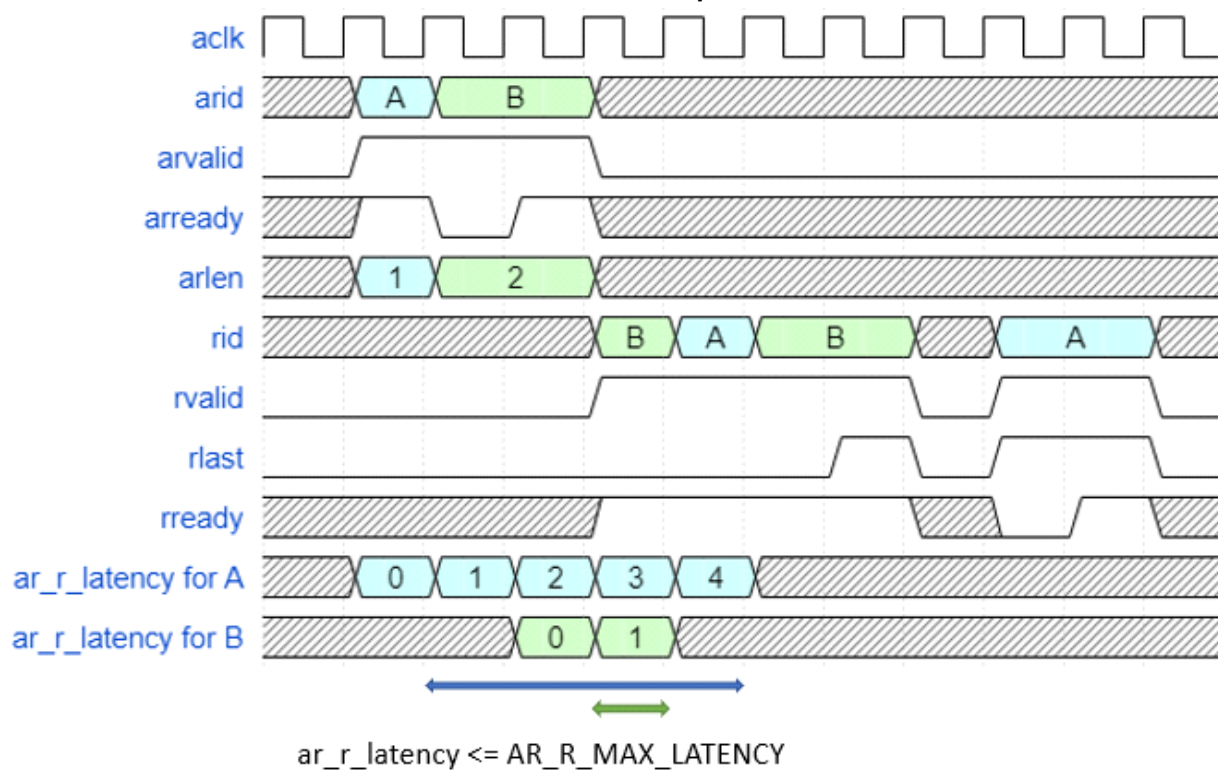 aclk
arid A B
arvalid
arready
arlen 1 2
rid B A B A
rvalid
rlast
rready
ar_r_latency for A 0 1 2 3 4
ar_r_latency for B 0 1
ar_r_latency <= AR_R_MAX_LATENCY